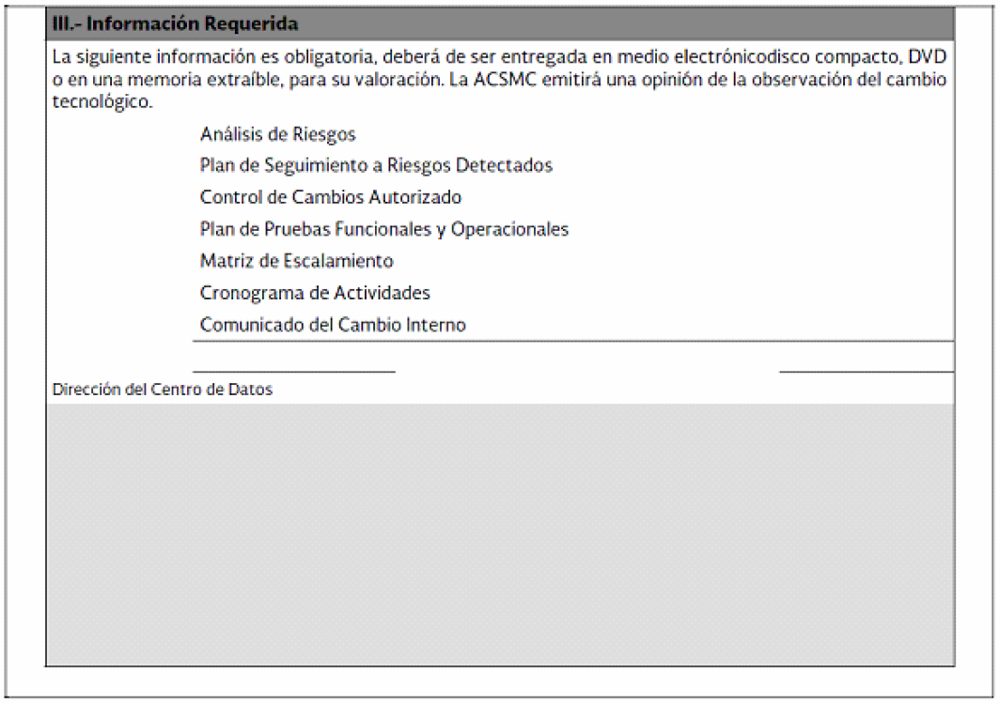 III.- Información Requerida
La siguiente información es obligatoria, deberá de ser entregada en medio electrónicodisco compacto, DVD
o en una memoria extraíble, para su valoración. La ACSMC emitirá una opinión de la observación del cambio
tecnológico.
Análisis de Riesgos
Plan de Seguimiento a Riesgos Detectados
Control de Cambios Autorizado
Plan de Pruebas Funcionales y Operacionales
Matriz de Escalamiento
Cronograma de Actividades
Comunicado del Cambio Interno
Dirección del Centro de Datos